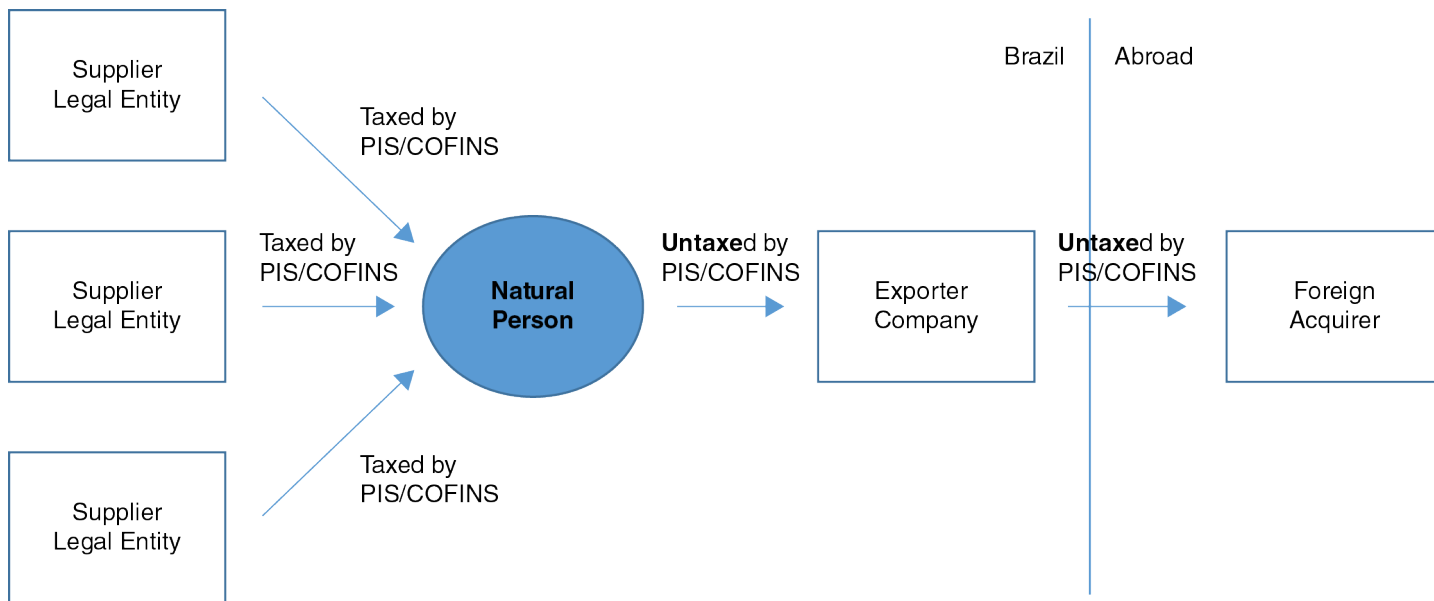 Supplier
Legal Entity
Taxed by
PIS/COFINS
Brazil
Abroad
Supplier
Legal Entity
Taxed by
PIS/COFINS
Natural
Person
Untaxed by
PIS/COFINS
Exporter
Company
Untaxed by
PIS/COFINS
Foreign
Acquirer
Supplier
Legal Entity
Taxed by
PIS/COFINS